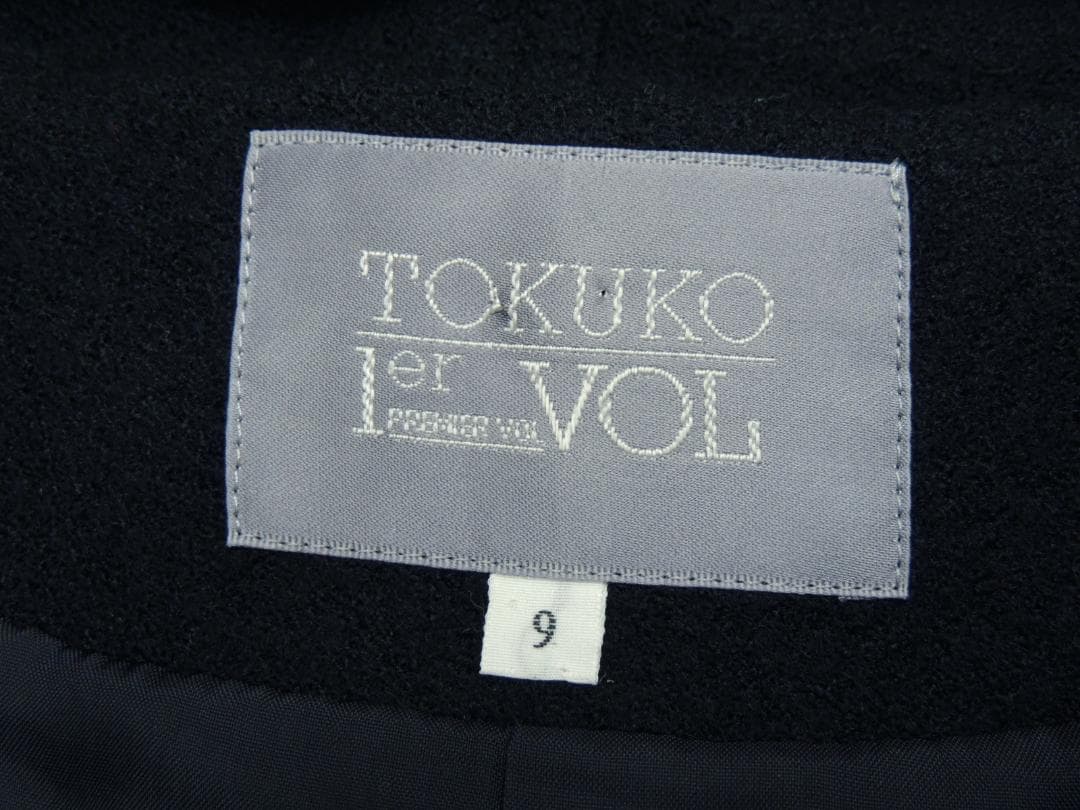 TOKUKO
1er VOL
PREMIER VOL
9